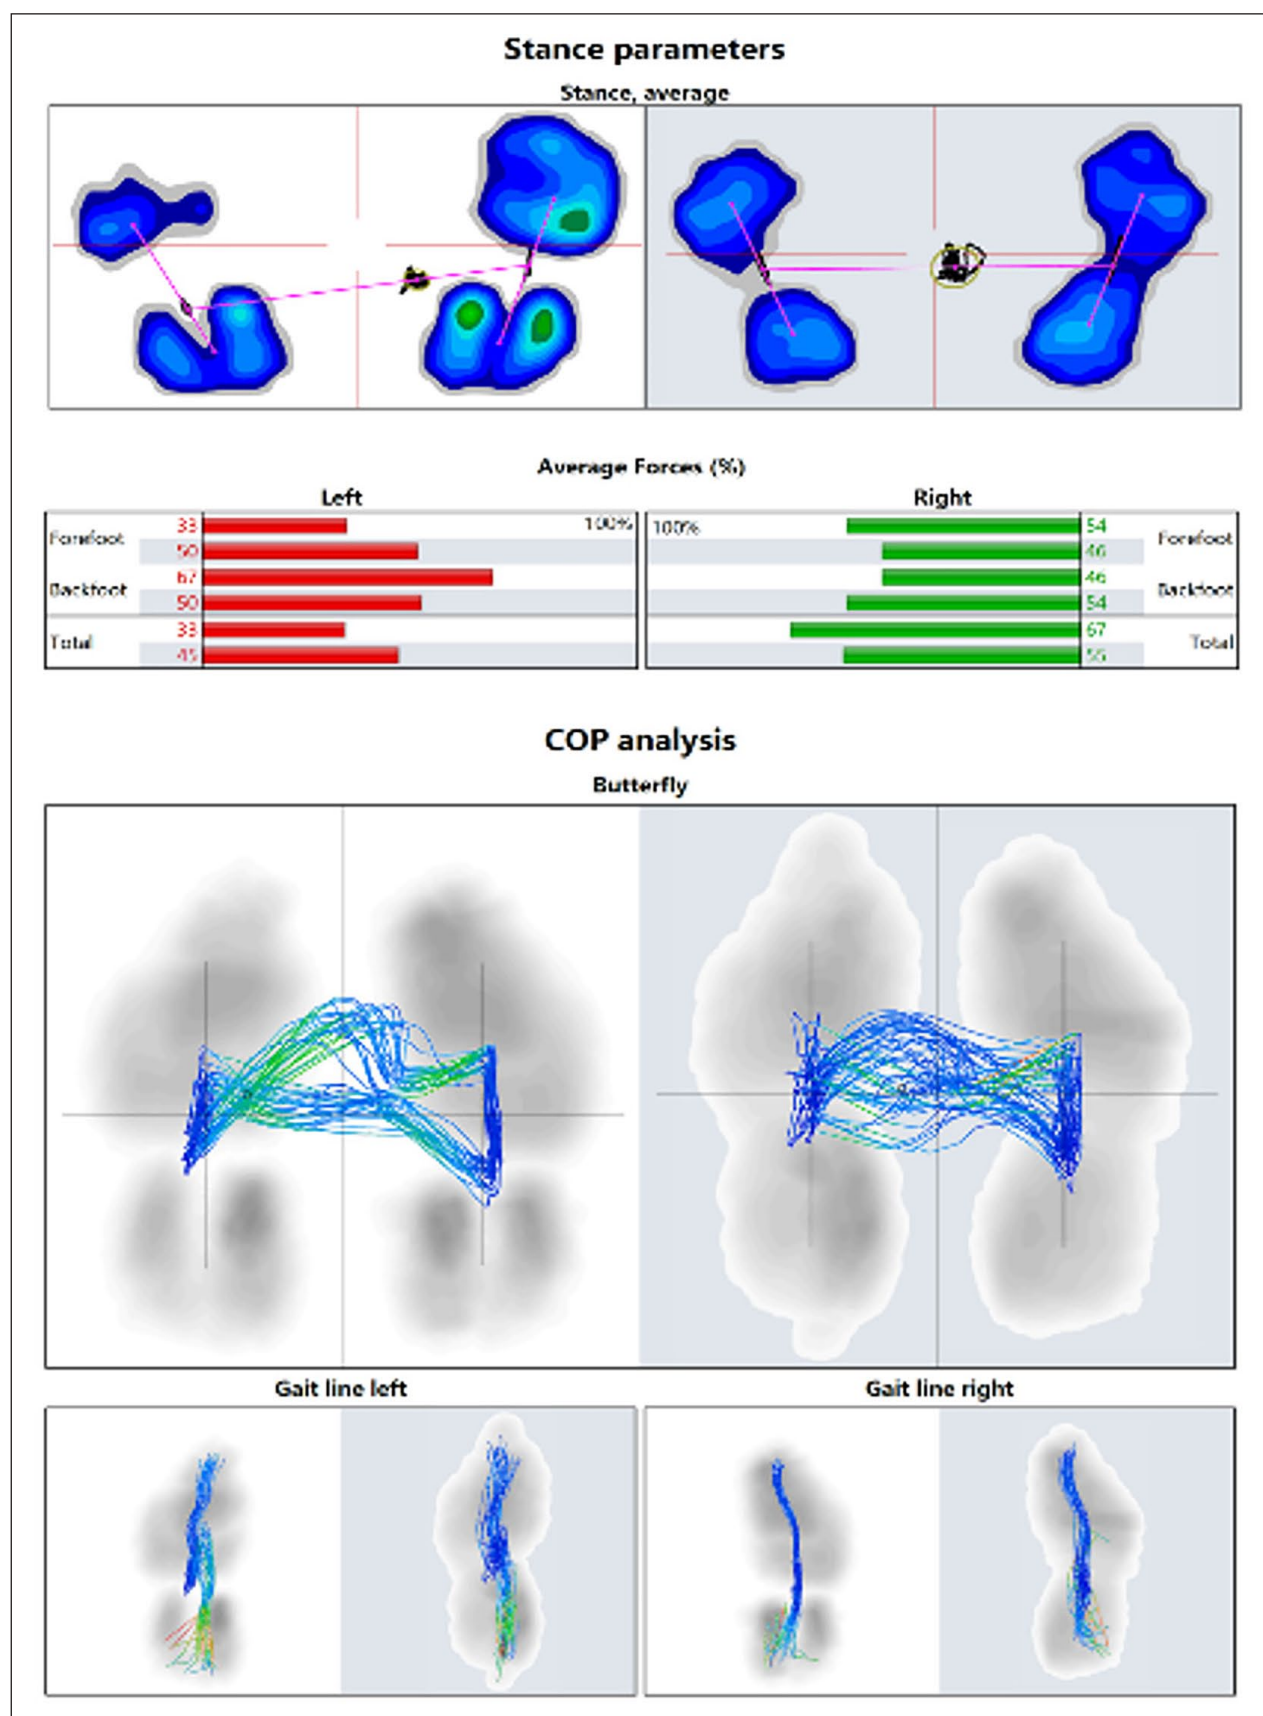 Stance parameters
Stance, average
Average Forces (%)
Left Right
Forefoot 33 100% 100% 54 Forefoot
50 46
Backfoot 67 46 Backfoot
50 54
Total 33 67 Total
45 55
COP analysis
Butterfly
Gait line left Gait line right